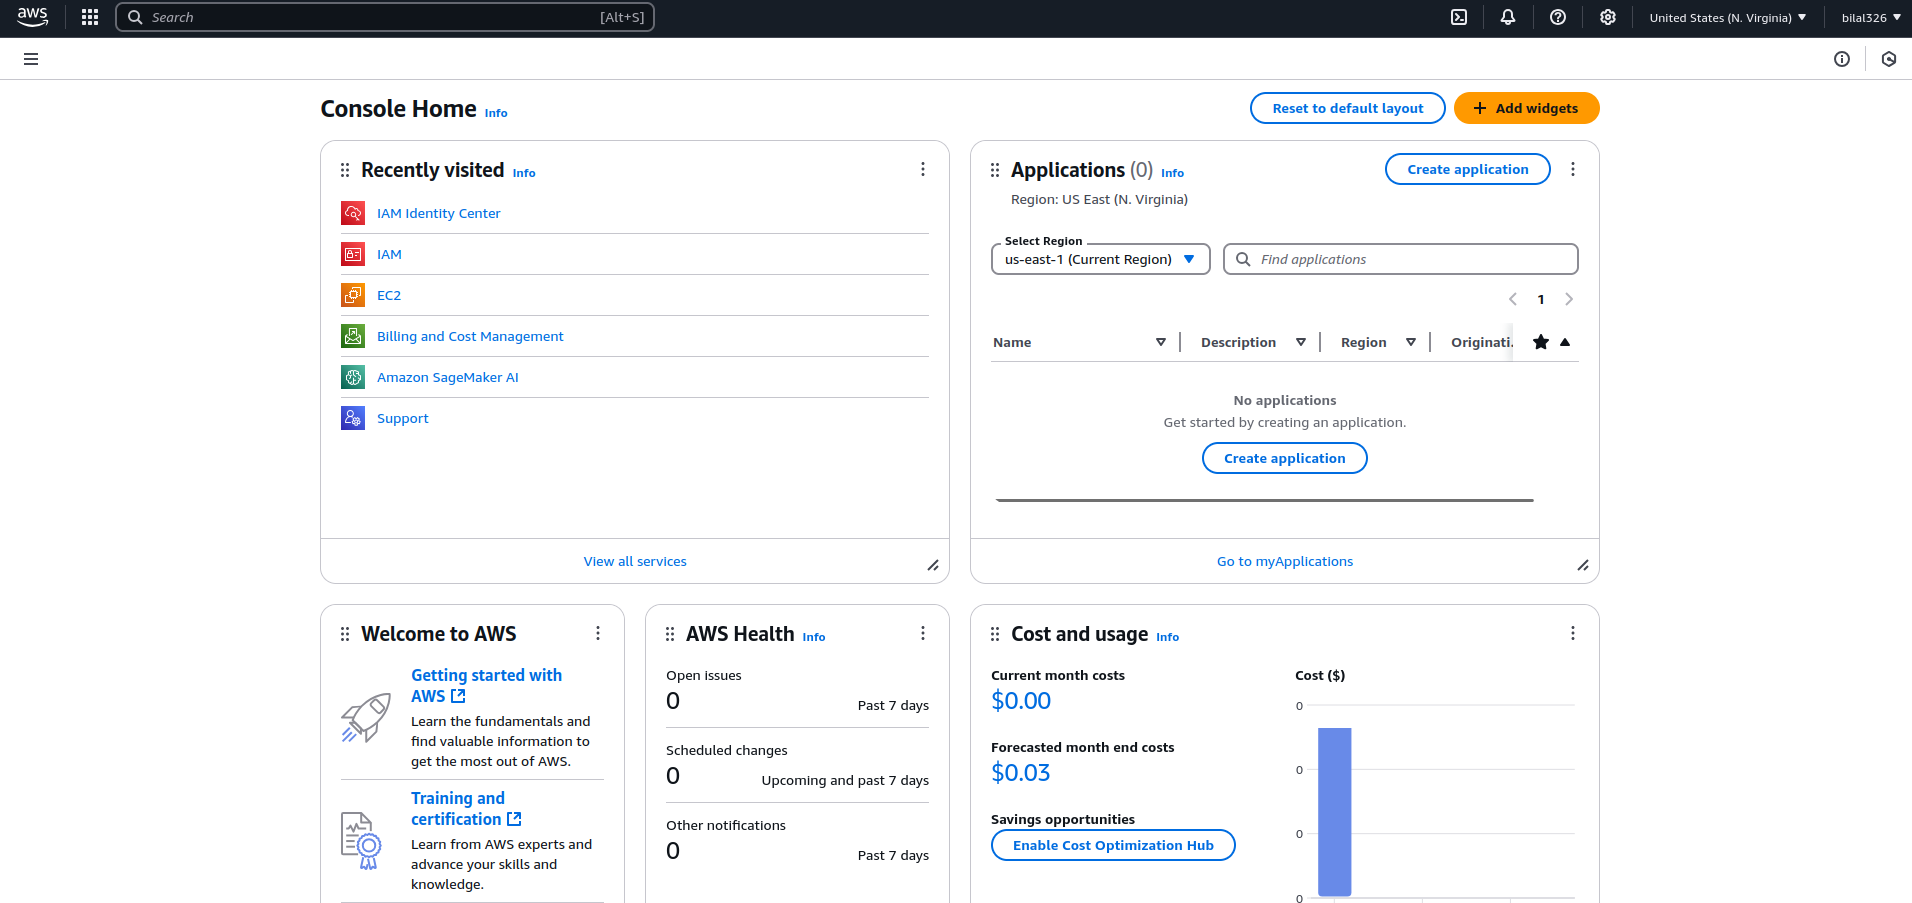 aws
Search [Alt+S]
United States (N. Virginia)
bilal326
Console Home Info
Reset to default layout
Add widgets
Recently visited Info
IAM Identity Center
IAM
EC2
Billing and Cost Management
Amazon SageMaker AI
Support
View all services
Applications (0) Info
Create application
Region: US East (N. Virginia)
Select Region
us-east-1 (Current Region)
Find applications
1
Name Description Region Originati.
No applications
Get started by creating an application.
Create application
Go to myApplications
Welcome to AWS
Getting started with
AWS
Learn the fundamentals and
find valuable information to
get the most out of AWS.
Training and
certification
Learn from AWS experts and
advance your skills and
knowledge.
AWS Health Info
Open issues
0 Past 7 days
Scheduled changes
0 Upcoming and past 7 days
Other notifications
0 Past 7 days
Cost and usage Info
Current month costs
$0.00
Forecasted month end costs
$0.03
Savings opportunities
Enable Cost Optimization Hub
Cost ($)
0
0
0
0